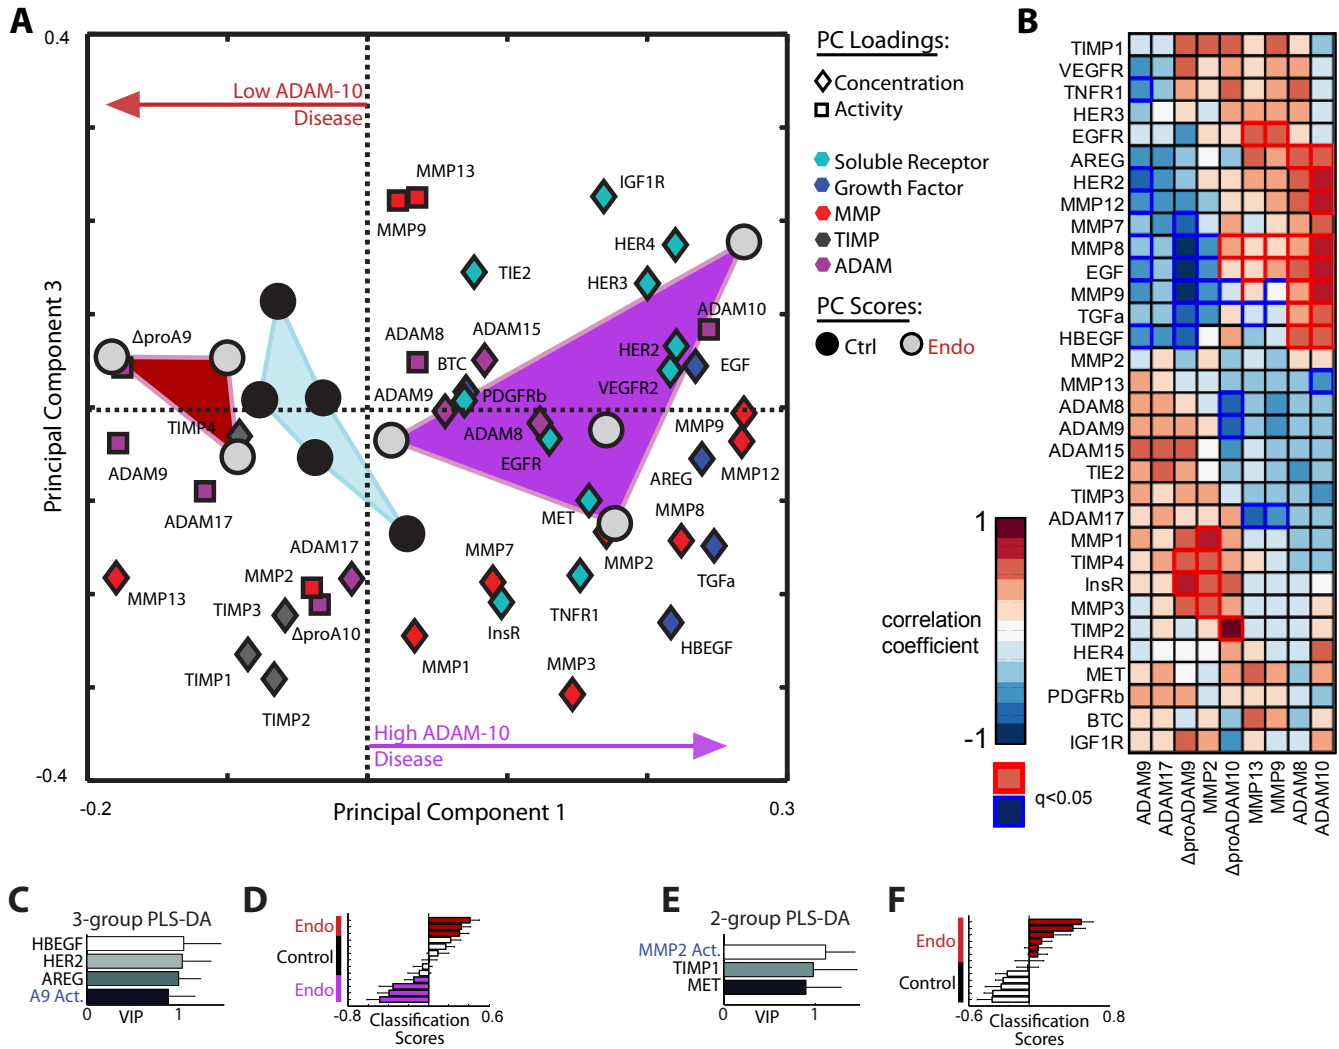 A
0.4
Low ADAM-10
Disease
MMP13
MMP9
IGF1R
HER4
TIE2
HER3
ADAM10
ΔproA9
ADAM8
ADAM15
BTC
HER2
EGF
VEGFR2
ADAM9
PDGFRb
TIMP4
ADAM8
EGFR
MMP9
MMP12
ADAM9
AREG
ADAM17
MET
MMP8
MMP2
TGFa
ADAM17
MMP7
MMP2
MMP13
TIMP3
ΔproA10
InsR
TNFR1
HBEGF
TIMP1
MMP1
MMP3
TIMP2
High ADAM-10
Disease
-0.4
-0.2
Principal Component 1
0.3
Principal Component 3
PC Loadings:
Concentration
Activity
Soluble Receptor
Growth Factor
MMP
TIMP
ADAM
PC Scores:
Ctrl
Endo
B
TIMP1
VEGFR
TNFR1
HER3
EGFR
AREG
HER2
MMP12
MMP7
MMP8
EGF
MMP9
TGFa
HBEGF
MMP2
MMP13
ADAM8
ADAM9
ADAM15
TIE2
TIMP3
ADAM17
MMP1
TIMP4
InsR
MMP3
TIMP2
HER4
MET
PDGFRb
BTC
IGF1R
ADAM9
ADAM17
ΔproADAM9
MMP2
ΔproADAM10
MMP13
MMP9
ADAM8
ADAM10
1
correlation
coefficient
-1
q<0.05
C
3-group PLS-DA
HBEGF
HER2
AREG
A9 Act.
0
VIP
1
D
Endo
Control
Endo
-0.8
0.6
Classification
Scores
E
2-group PLS-DA
MMP2 Act.
TIMP1
MET
0
VIP
1
F
Endo
Control
-0.6
0.8
Classification
Scores